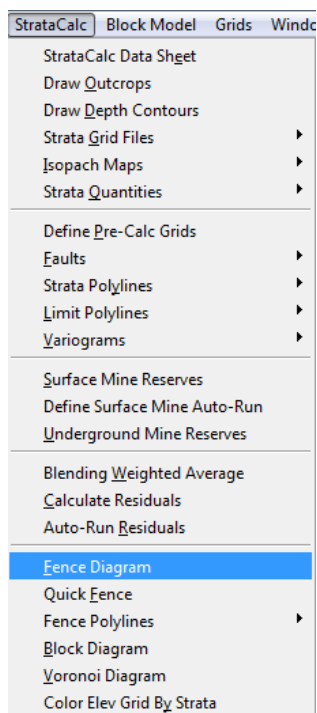 StrataCalc Block Model Grids Windo
StrataCalc Data Sheet
Draw Outcrops
Draw Depth Contours
Strata Grid Files
Isopach Maps
Strata Quantities
Define Pre-Calc Grids
Faults
Strata Polylines
Limit Polylines
Variograms
Surface Mine Reserves
Define Surface Mine Auto-Run
Underground Mine Reserves
Blending Weighted Average
Calculate Residuals
Auto-Run Residuals
Fence Diagram
Quick Fence
Fence Polylines
Block Diagram
Voronoi Diagram
Color Elev Grid By Strata